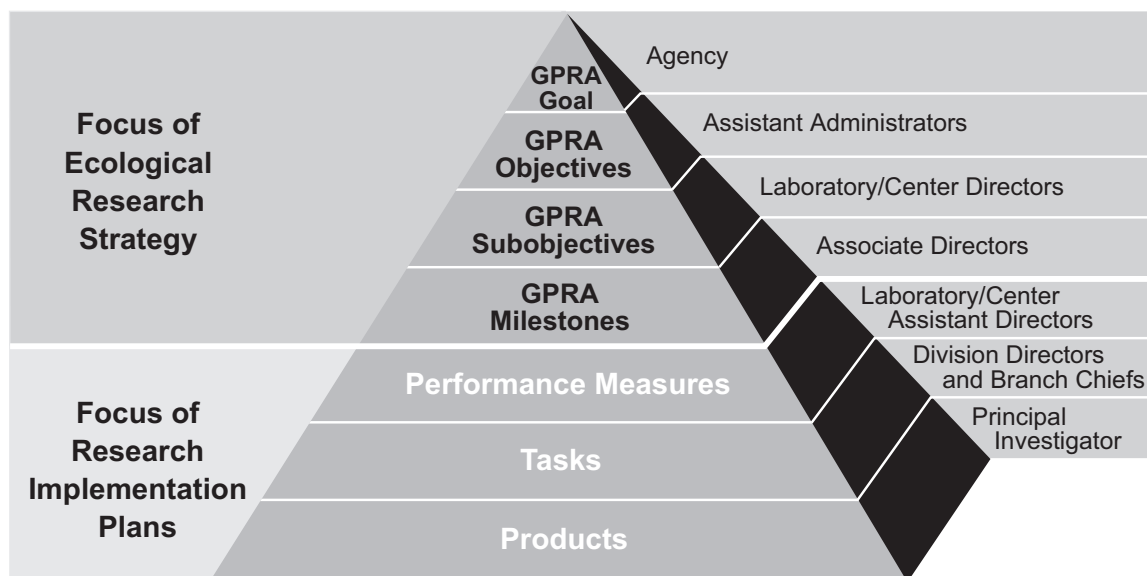 Focus of
Ecological
Research
Strategy
Focus of
Research
Implementation
Plans
GPRA
Goal
GPRA
Objectives
GPRA
Subobjectives
GPRA
Milestones
Performance Measures
Tasks
Products
Agency
Assistant Administrators
Laboratory/Center Directors
Associate Directors
Laboratory/Center
Assistant Directors
Division Directors
and Branch Chiefs
Principal
Investigator